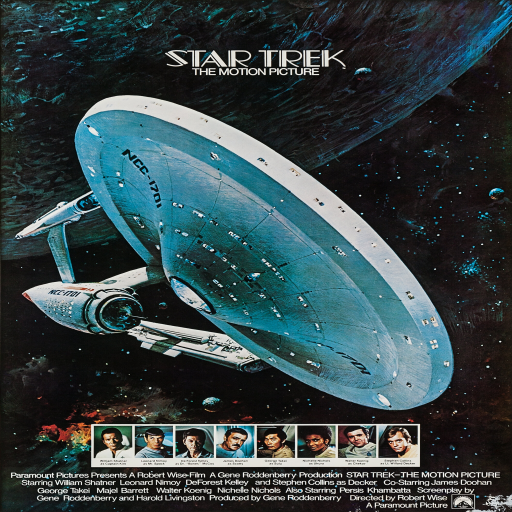 STAR TREK
THE MOTION PICTURE
NCC-1701
NCC-1701
1701
Paramount Pictures Presents A Robert Wise Film A Gene Roddenberry Production STAR TREK—THE MOTION PICTURE
Starring William Shatner Leonard Nimoy DeForest Kelley and Stephen Collins as Decker Co-Starring James Doohan
George Takei Majel Barrett Walter Koenig Nichelle Nichols Also Starring Persis Khambatta Screenplay by
Gene Roddenberry and Harold Livingston Produced by Gene Roddenberry Directed by Robert Wise
A Paramount Picture